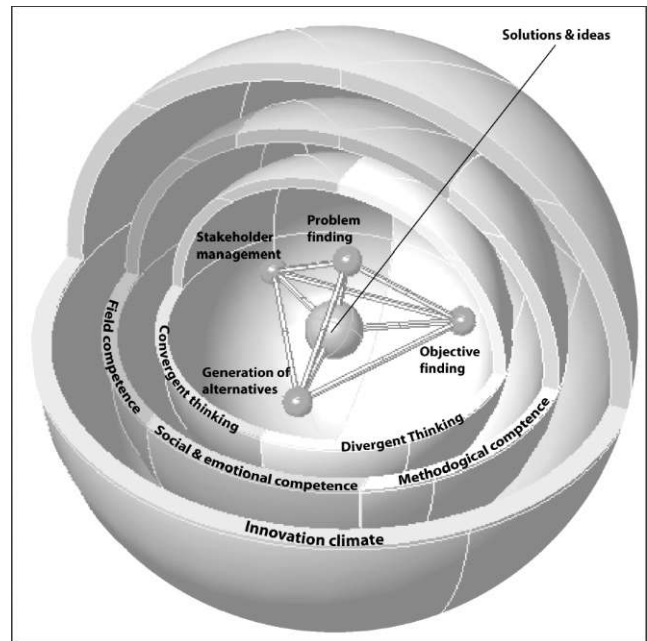 Solutions & ideas
Problem
finding
Stakeholder
management
Objective
finding
Generation of
alternatives
Field competence
Convergent thinking
Divergent Thinking
Social & emotional competence
Methodogical comptence
Innovation climate